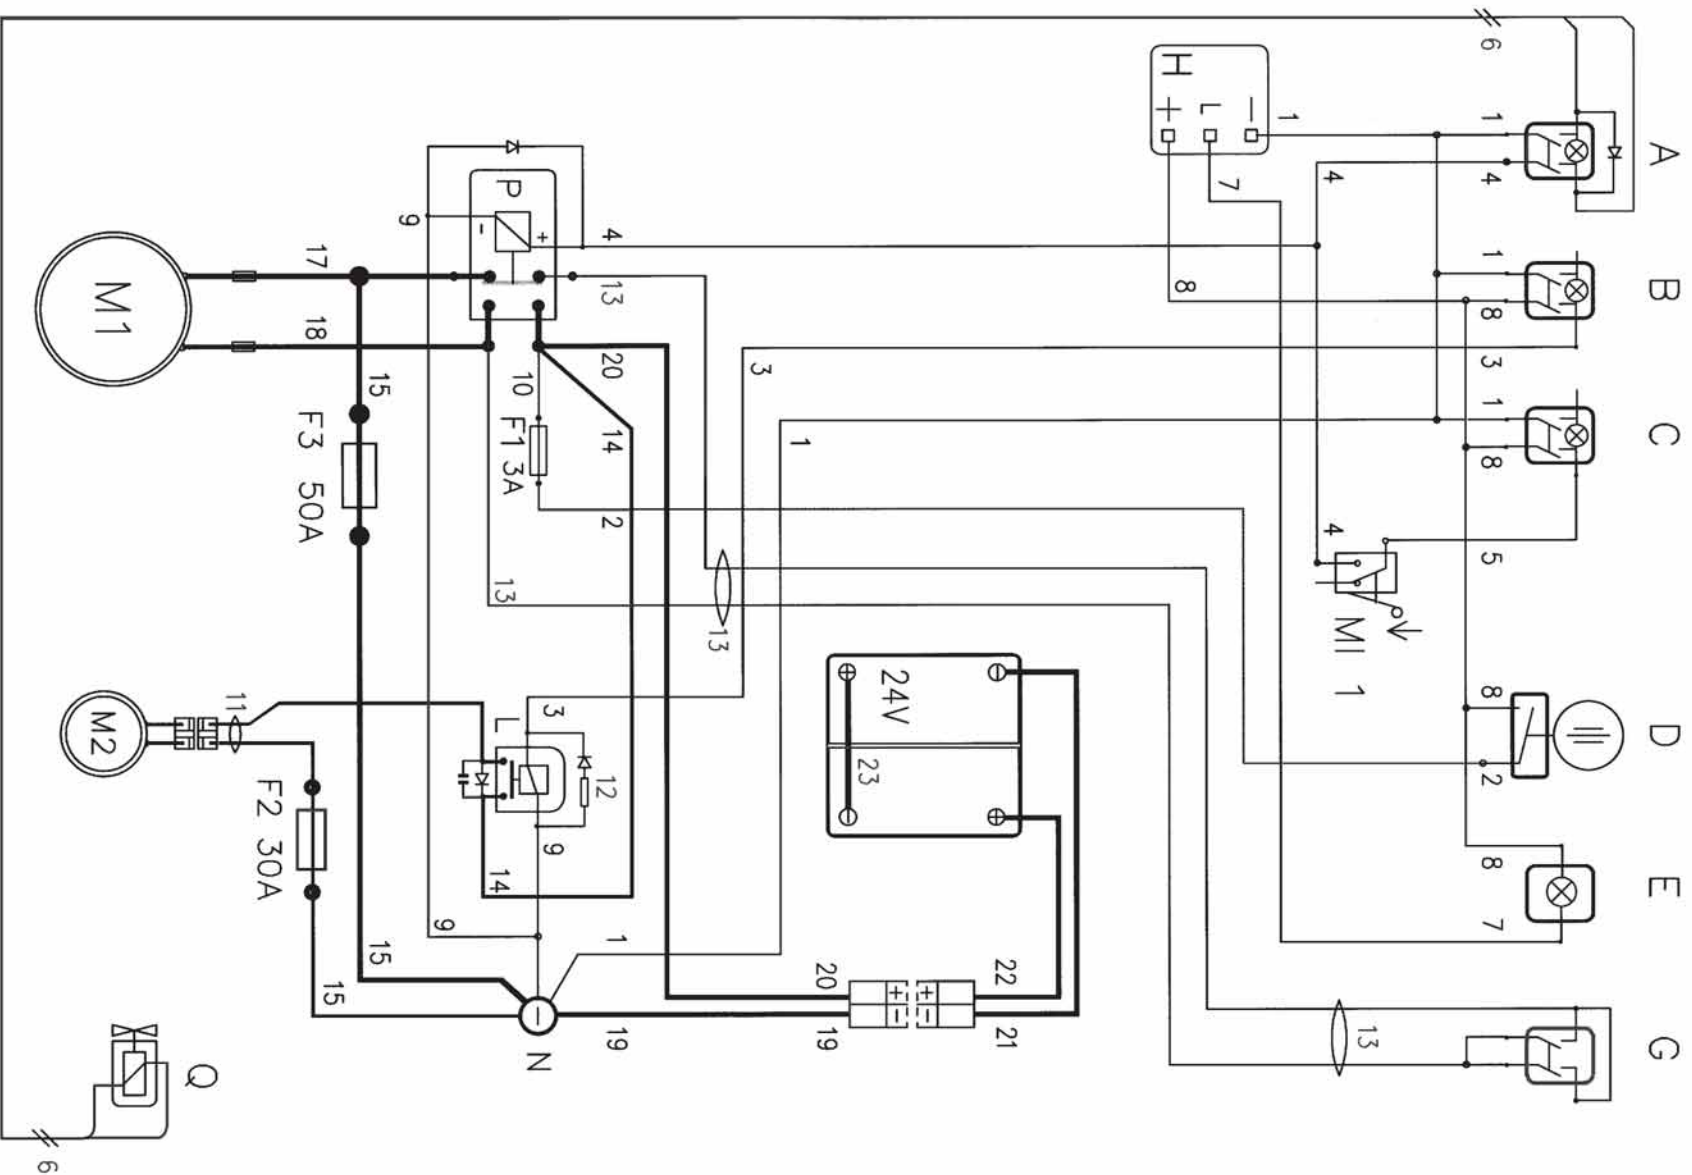 A B C D E G
6 1 4 1 8 3 1 8 5 8 2 8 7
13
4 4 MI 1
1
7
H
− L +
8
22 21
24V
23
+ −
+ −
20 19
1
3
13
4 13 20 14 2 12 1 19
3 9
N
+
P
-
10 F1 3A
13 L 14
9 9
15 15
17 18 F3 50A 15
F2 30A
11
Q
M1 M2
6